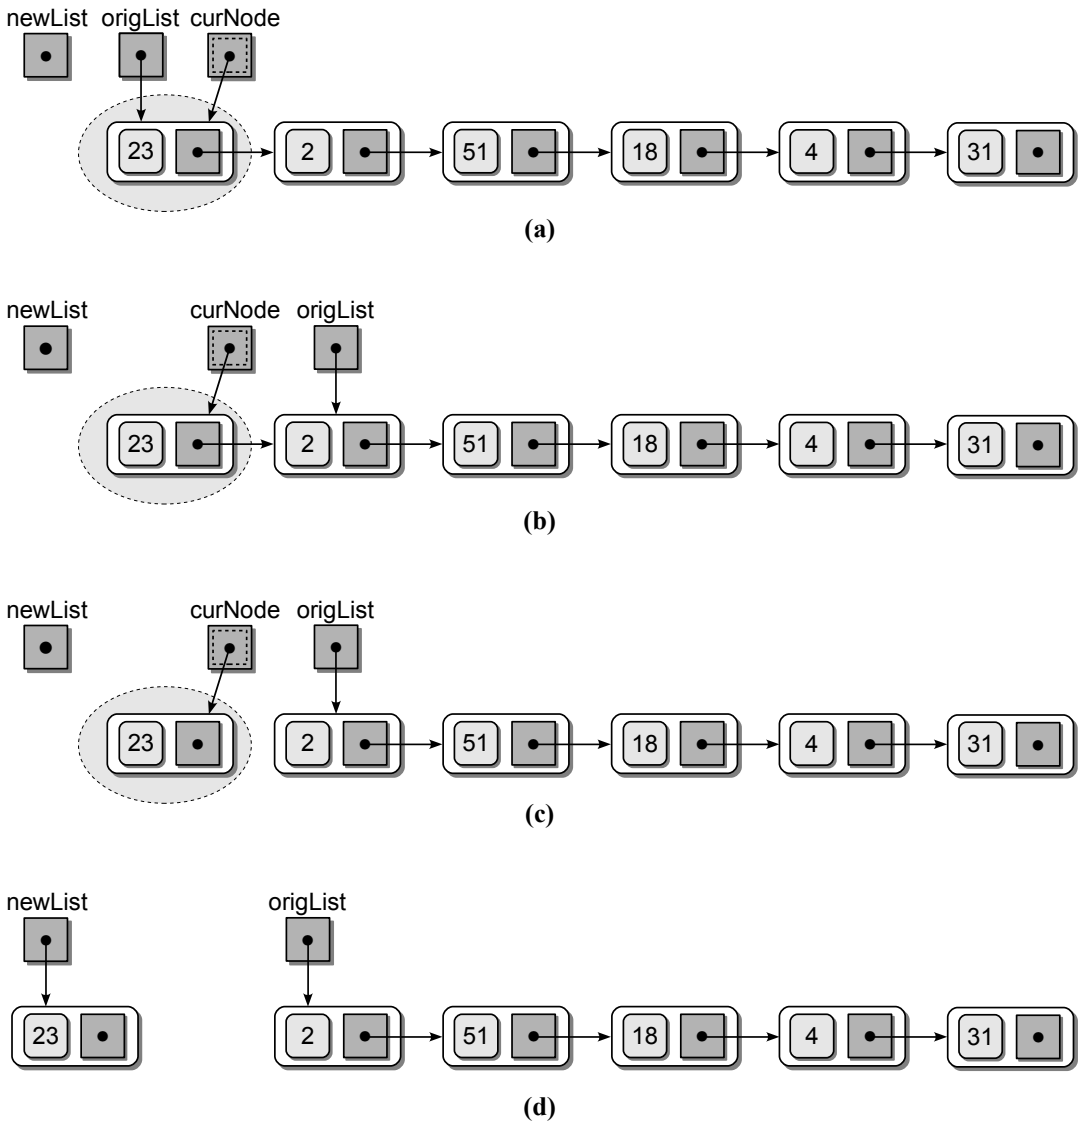 newList origList curNode
23 2 51 18 4 31
(a)
newList curNode origList
23 2 51 18 4 31
(b)
newList curNode origList
23 2 51 18 4 31
(c)
newList origList
23 2 51 18 4 31
(d)